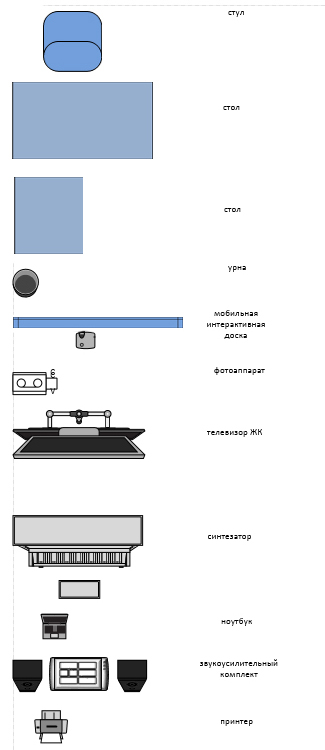 стул
стол
стол
урна
мобильная
интерактивная
доска
фотоаппарат
телевизор ЖК
синтезатор
ноутбук
звукоусилительный
комплект
принтер